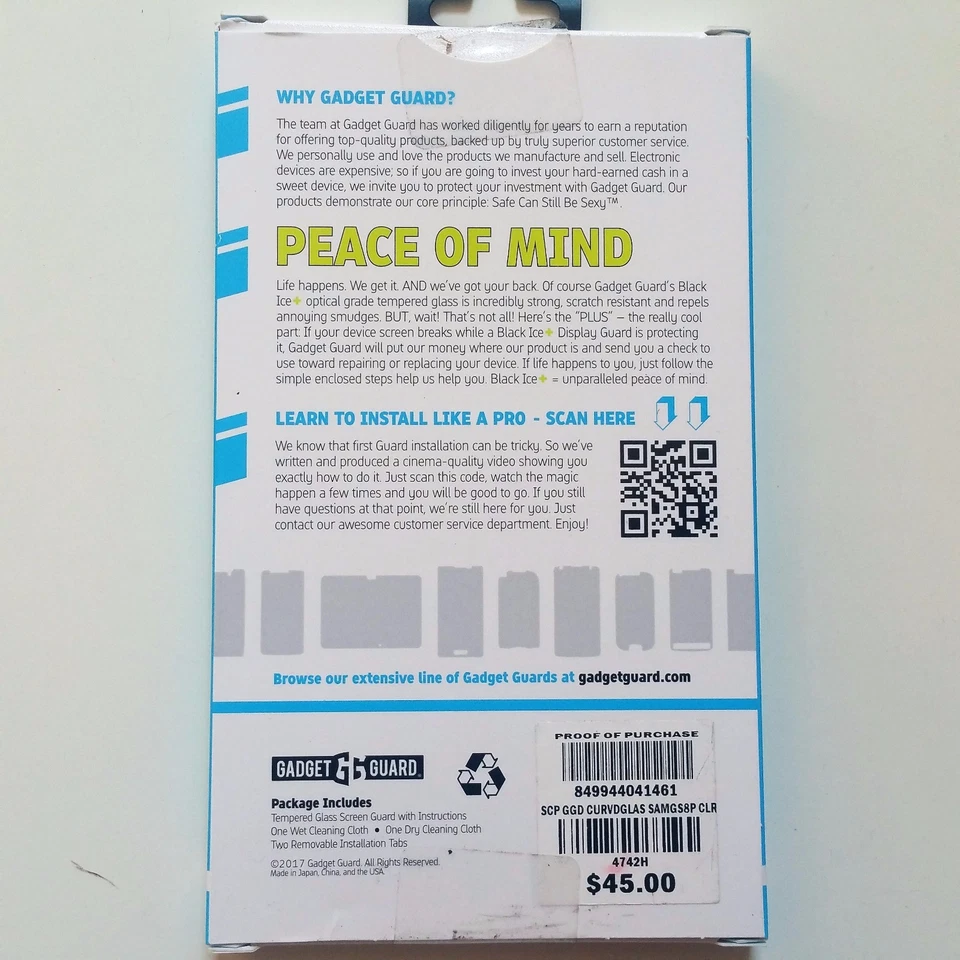 WHY GADGET GUARD?
The team at Gadget Guard has worked diligently for years to earn a reputation
for offering top-quality products, backed up by truly superior customer service.
We personally use and love the products we manufacture and sell. Electronic
devices are expensive; so if you are going to invest your hard-earned cash in a
sweet device, we invite you to protect your investment with Gadget Guard. Our
products demonstrate our core principle: Safe Can Still Be Sexy™.
PEACE OF MIND
Life happens. We get it. AND we've got your back. Of course Gadget Guard's Black
Ice+ optical grade tempered glass is incredibly strong, scratch resistant and repels
annoying smudges. BUT, wait! That's not all! Here's the "PLUS" – the really cool
part: If your device screen breaks while a Black Ice+ Display Guard is protecting
it, Gadget Guard will put our money where our product is and send you a check to
use toward repairing or replacing your device. If life happens to you, just follow the
simple enclosed steps help us help you. Black Ice+ = unparalleled peace of mind.
LEARN TO INSTALL LIKE A PRO - SCAN HERE
We know that first Guard installation can be tricky. So we've
written and produced a cinema-quality video showing you
exactly how to do it. Just scan this code, watch the magic
happen a few times and you will be good to go. If you still
have questions at that point, we're still here for you. Just
contact our awesome customer service department. Enjoy!
Browse our extensive line of Gadget Guards at gadgetguard.com
GADGET GG GUARD®
Package Includes
Tempered Glass Screen Guard with Instructions
One Wet Cleaning Cloth • One Dry Cleaning Cloth
Two Removable Installation Tabs
©2017 Gadget Guard. All Rights Reserved.
Made in Japan, China, and the USA.
PROOF OF PURCHASE
849944041461
SCP GGD CURVDGLAS SAMGS8P CLR
4742H
$45.00